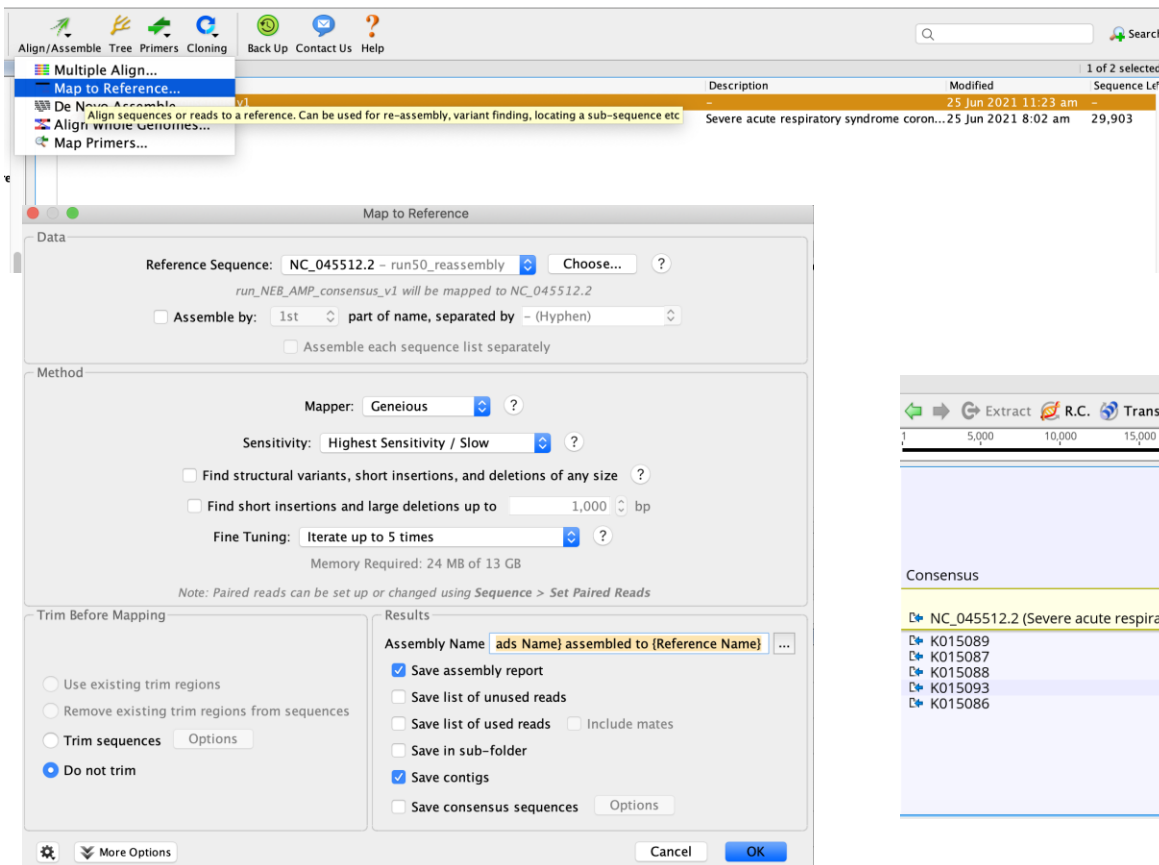 Align/Assemble Tree Primers Cloning Back Up Contact Us Help
Search
Multiple Align...
1 of 2 selected
Map to Reference...
Description Modified Sequence Le
De Novo Assemble
v1 – 25 Jun 2021 11:23 am –
Align sequences or reads to a reference. Can be used for re-assembly, variant finding, locating a sub-sequence etc
Severe acute respiratory syndrome coron... 25 Jun 2021 8:02 am 29,903
Align Whole Genomes...
Map Primers...
Map to Reference
Data
Reference Sequence: NC_045512.2 – run50_reassembly Choose... ?
run_NEB_AMP_consensus_v1 will be mapped to NC_045512.2
Assemble by: 1st part of name, separated by – (Hyphen)
Assemble each sequence list separately
Method
Mapper: Geneious ?
Sensitivity: Highest Sensitivity / Slow ?
Find structural variants, short insertions, and deletions of any size ?
Find short insertions and large deletions up to 1,000 bp
Fine Tuning: Iterate up to 5 times ?
Memory Required: 24 MB of 13 GB
Note: Paired reads can be set up or changed using Sequence > Set Paired Reads
Trim Before Mapping
Use existing trim regions
Remove existing trim regions from sequences
Trim sequences Options
Do not trim
Results
Assembly Name ads Name} assembled to {Reference Name} ...
Save assembly report
Save list of unused reads
Save list of used reads Include mates
Save in sub-folder
Save contigs
Save consensus sequences Options
More Options Cancel OK
Extract R.C. Trans
1 5,000 10,000 15,000
Consensus
NC_045512.2 (Severe acute respira
K015089
K015087
K015088
K015093
K015086